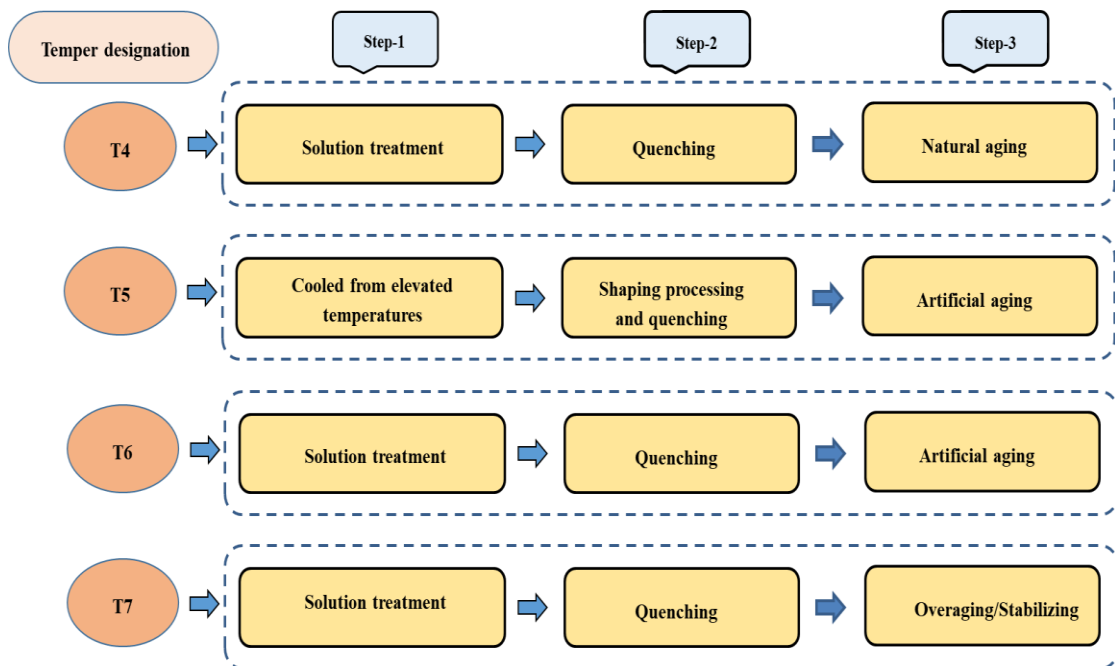 Temper designation
Step-1
Step-2
Step-3
T4
Solution treatment
Quenching
Natural aging
T5
Cooled from elevated
temperatures
Shaping processing
and quenching
Artificial aging
T6
Solution treatment
Quenching
Artificial aging
T7
Solution treatment
Quenching
Overaging/Stabilizing